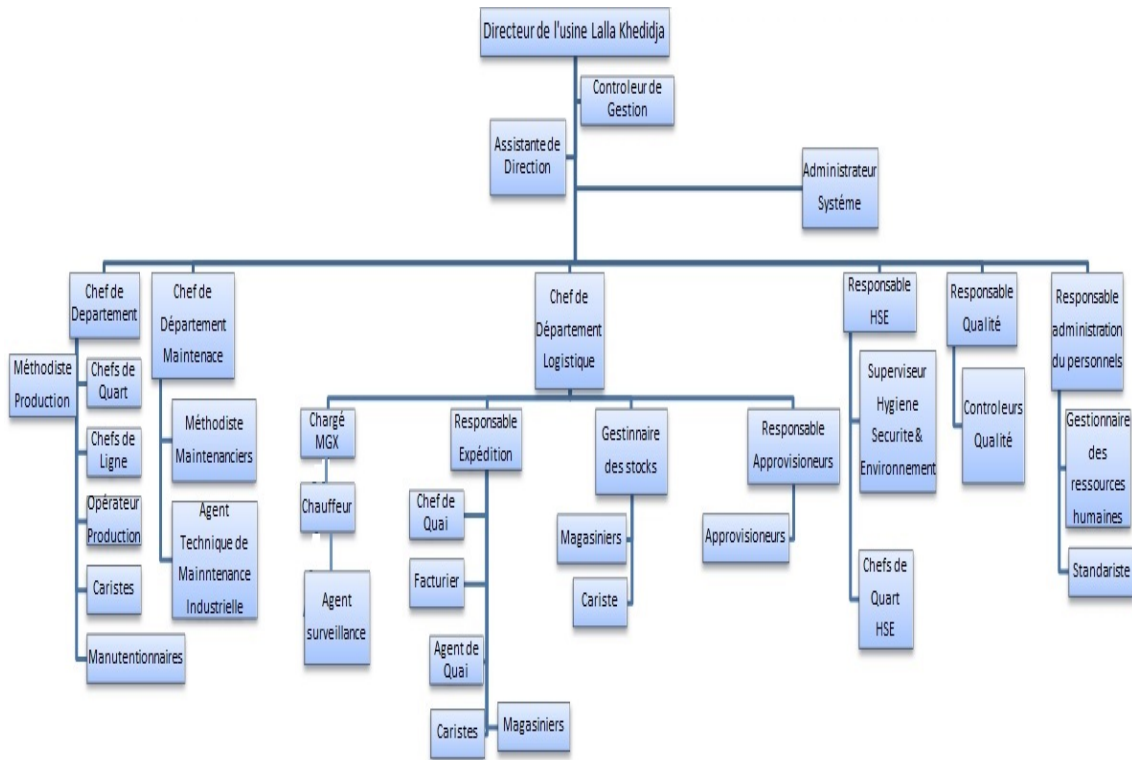 Directeur de l'usine Lalla Khedidja
Controleur de
Gestion
Assistante de
Direction
Administrateur
Systéme
Chef de
Departement
Méthodiste
Production
Chefs de
Quart
Chefs de
Ligne
Opérateur
Production
Caristes
Manutentionnaires
Chef de
Département
Maintenace
Méthodiste
Maintenanciers
Agent
Technique de
Mainntenance
Industrielle
Chef de
Département
Logistique
Chargé
MGX
Chauffeur
Agent
surveillance
Responsable
Expédition
Chef de
Quai
Facturier
Agent de
Quai
Caristes
Magasiniers
Gestinnaire
des stocks
Magasiniers
Cariste
Responsable
Approvisioneurs
Approvisioneurs
Responsable
HSE
Superviseur
Hygiene
Securite &
Environnement
Chefs de
Quart
HSE
Responsable
Qualité
Controleurs
Qualité
Responsable
administration
du personnels
Gestionnaire
des
ressources
humaines
Standariste